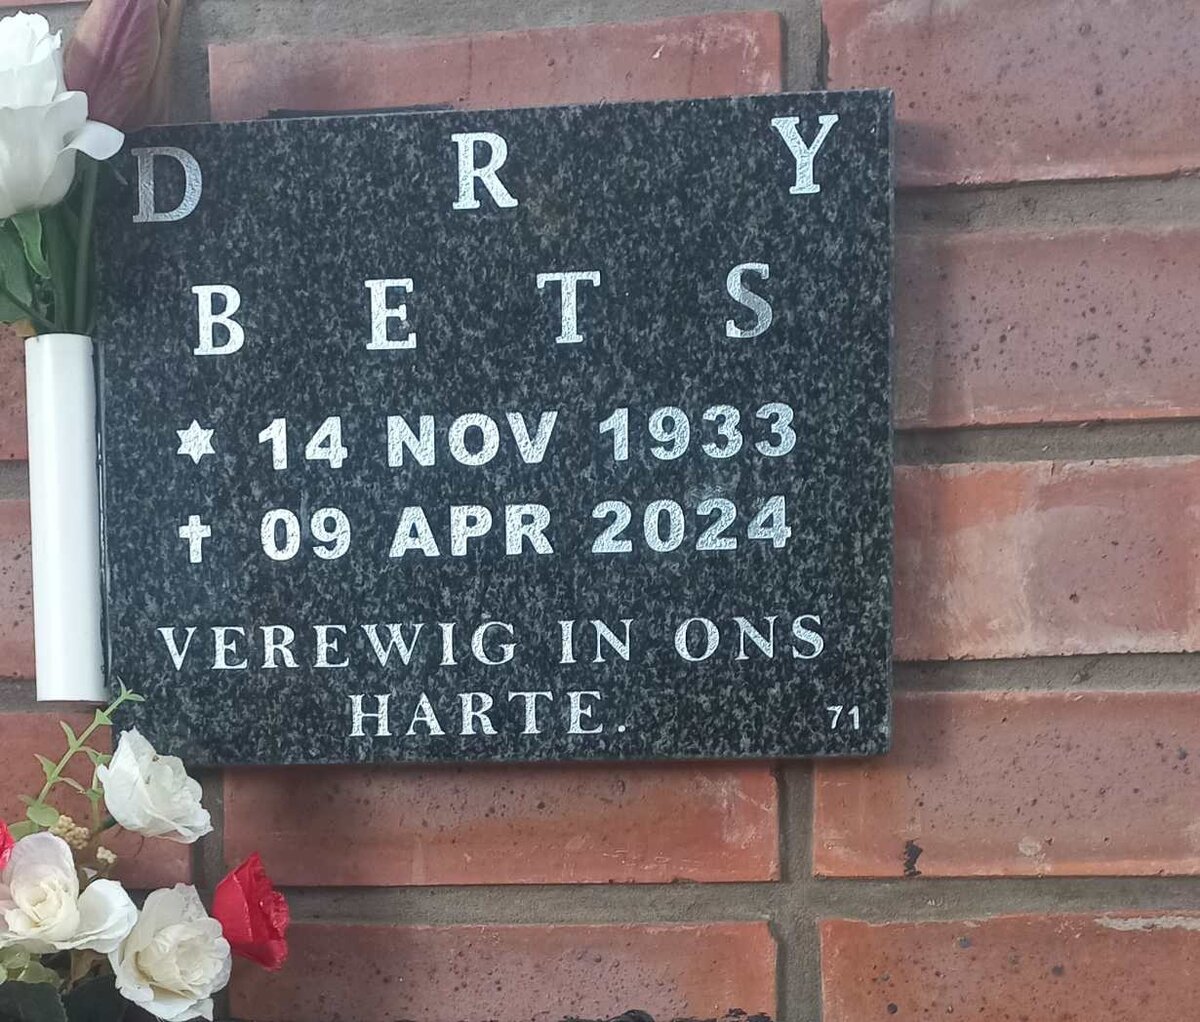 D R Y
B E T S
✶ 14 NOV 1933
✝ 09 APR 2024
VEREWIG IN ONS
HARTE.
71